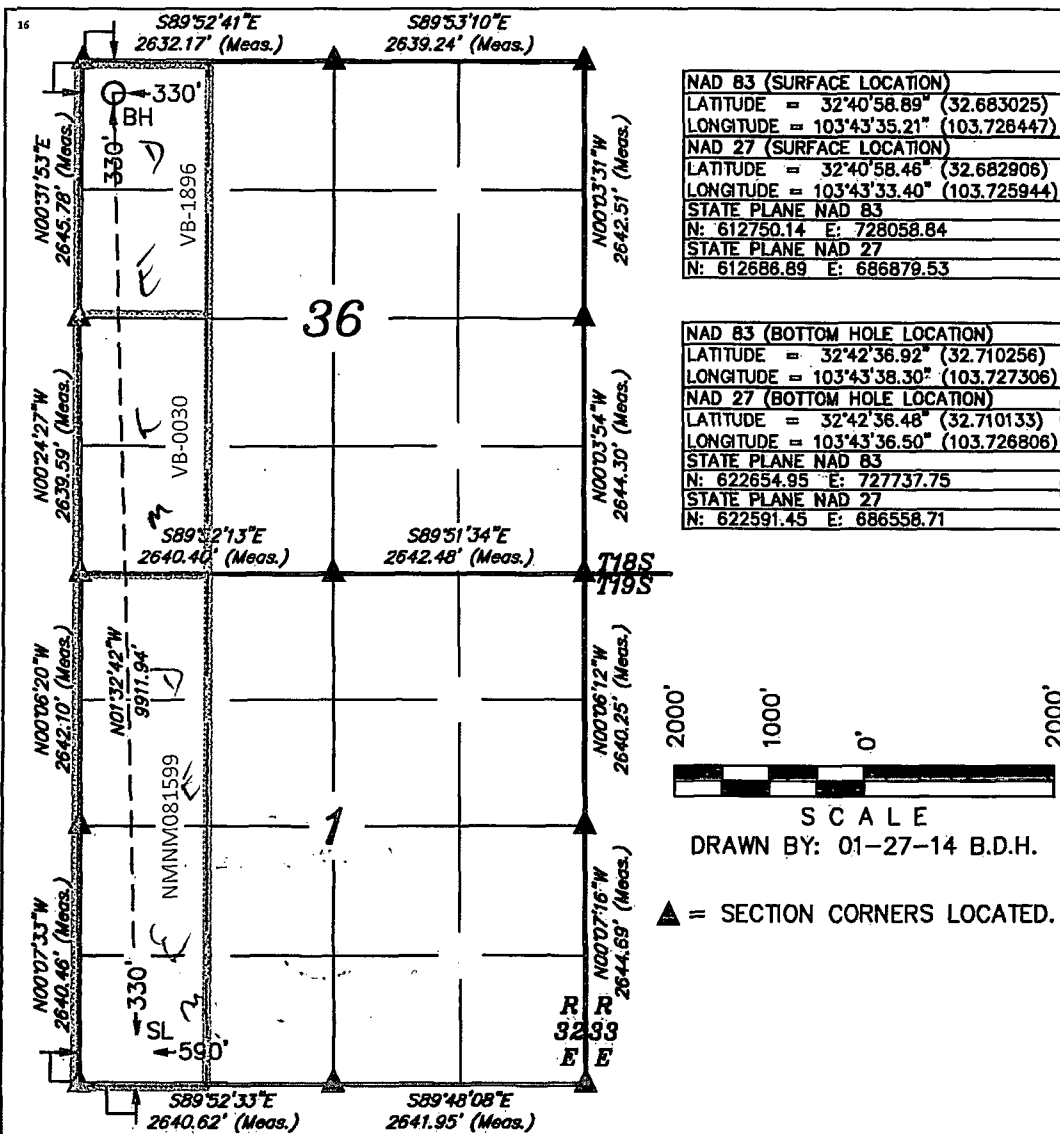 16
S89°52'41"E
2632.17' (Meas.)
S89°53'10"E
2639.24' (Meas.)
330'
BH
330'
D
VB-1896
E
N00°31'53"E
2645.78' (Meas.)
N00°03'31"W
2642.51' (Meas.)
36
N00°24'27"W
2639.59' (Meas.)
VB-0030
N00°03'54"W
2644.30' (Meas.)
S89°52'13"E
2640.40' (Meas.)
S89°51'34"E
2642.48' (Meas.)
T18S
T19S
N00°06'20"W
2642.10' (Meas.)
N01°32'42"W
9911.94'
D
N00°06'12"W
2640.25' (Meas.)
NMNM081599
E
1
N00°07'33"W
2640.46' (Meas.)
330'
SL
590'
N00°07'16"W
2644.69' (Meas.)
R R
32 33
E E
S89°52'33"E
2640.62' (Meas.)
S89°48'08"E
2641.95' (Meas.)
NAD 83 (SURFACE LOCATION)
LATITUDE = 32°40'58.89" (32.683025)
LONGITUDE = 103°43'35.21" (103.726447)
NAD 27 (SURFACE LOCATION)
LATITUDE = 32°40'58.46" (32.682906)
LONGITUDE = 103°43'33.40" (103.725944)
STATE PLANE NAD 83
N: 612750.14 E: 728058.84
STATE PLANE NAD 27
N: 612686.89 E: 686879.53
NAD 83 (BOTTOM HOLE LOCATION)
LATITUDE = 32°42'36.92" (32.710256)
LONGITUDE = 103°43'38.30" (103.727306)
NAD 27 (BOTTOM HOLE LOCATION)
LATITUDE = 32°42'36.48" (32.710133)
LONGITUDE = 103°43'36.50" (103.726806)
STATE PLANE NAD 83
N: 622654.95 E: 727737.75
STATE PLANE NAD 27
N: 622591.45 E: 686558.71
2000'
1000'
0'
2000'
SCALE
DRAWN BY: 01-27-14 B.D.H.
▲ = SECTION CORNERS LOCATED.